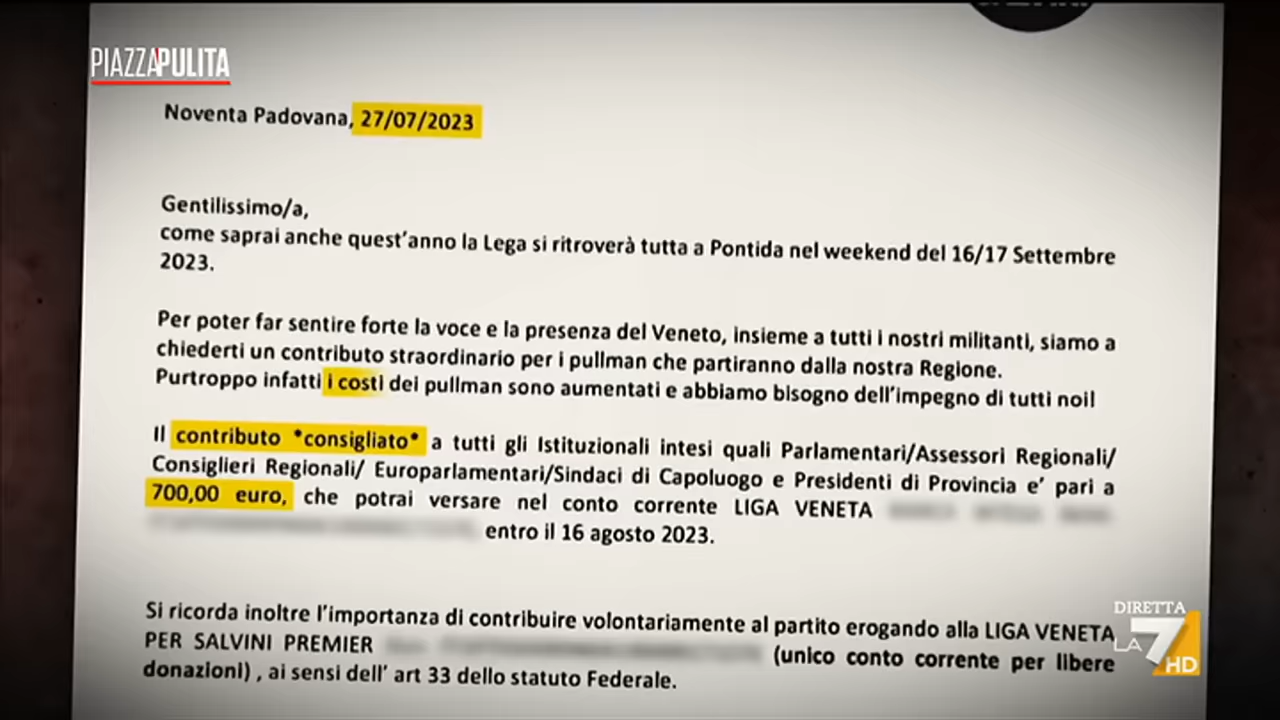 PIAZZAPULITA
Noventa Padovana, 27/07/2023
Gentilissimo/a,
come saprai anche quest'anno la Lega si ritroverà tutta a Pontida nel weekend del 16/17 Settembre
2023.
Per poter far sentire forte la voce e la presenza del Veneto, insieme a tutti i nostri militanti, siamo a
chiederti un contributo straordinario per i pullman che partiranno dalla nostra Regione.
Purtroppo infatti i costi dei pullman sono aumentati e abbiamo bisogno dell'impegno di tutti noi!
Il contributo *consigliato* a tutti gli Istituzionali intesi quali Parlamentari/Assessori Regionali/
Consiglieri Regionali/ Europarlamentari/Sindaci di Capoluogo e Presidenti di Provincia e' pari a
700,00 euro, che potrai versare nel conto corrente LIGA VENETA
entro il 16 agosto 2023.
Si ricorda inoltre l'importanza di contribuire volontariamente al partito erogando alla LIGA VENETA
PER SALVINI PREMIER (unico conto corrente per libere
donazioni) , ai sensi dell' art 33 dello statuto Federale.
DIRETTA
LA7 HD